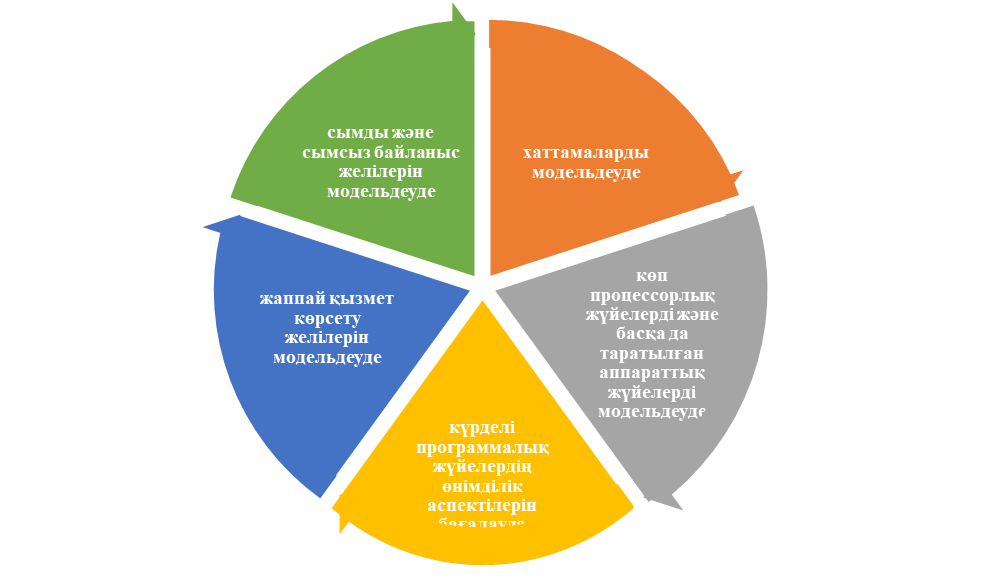 сымды және
сымсыз байланыс
желілерін
модельдеуде
хаттамаларды
модельдеуде
көп
процессорлық
жүйелерді және
басқа да
таратылған
аппараттық
жүйелерді
модельдеуде
күрделі
программалық
жүйелердің
өнімділік
аспектілерін
бағалауде
жаппай қызмет
көрсету
желілерін
модельдеуде